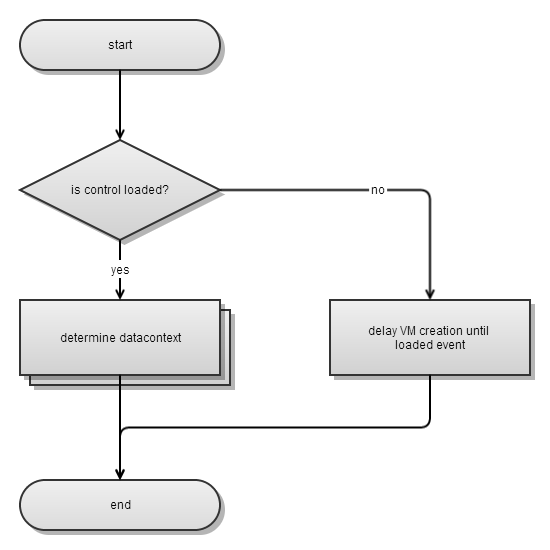 start
is control loaded?
no
yes
determine datacontext
delay VM creation until
loaded event
end